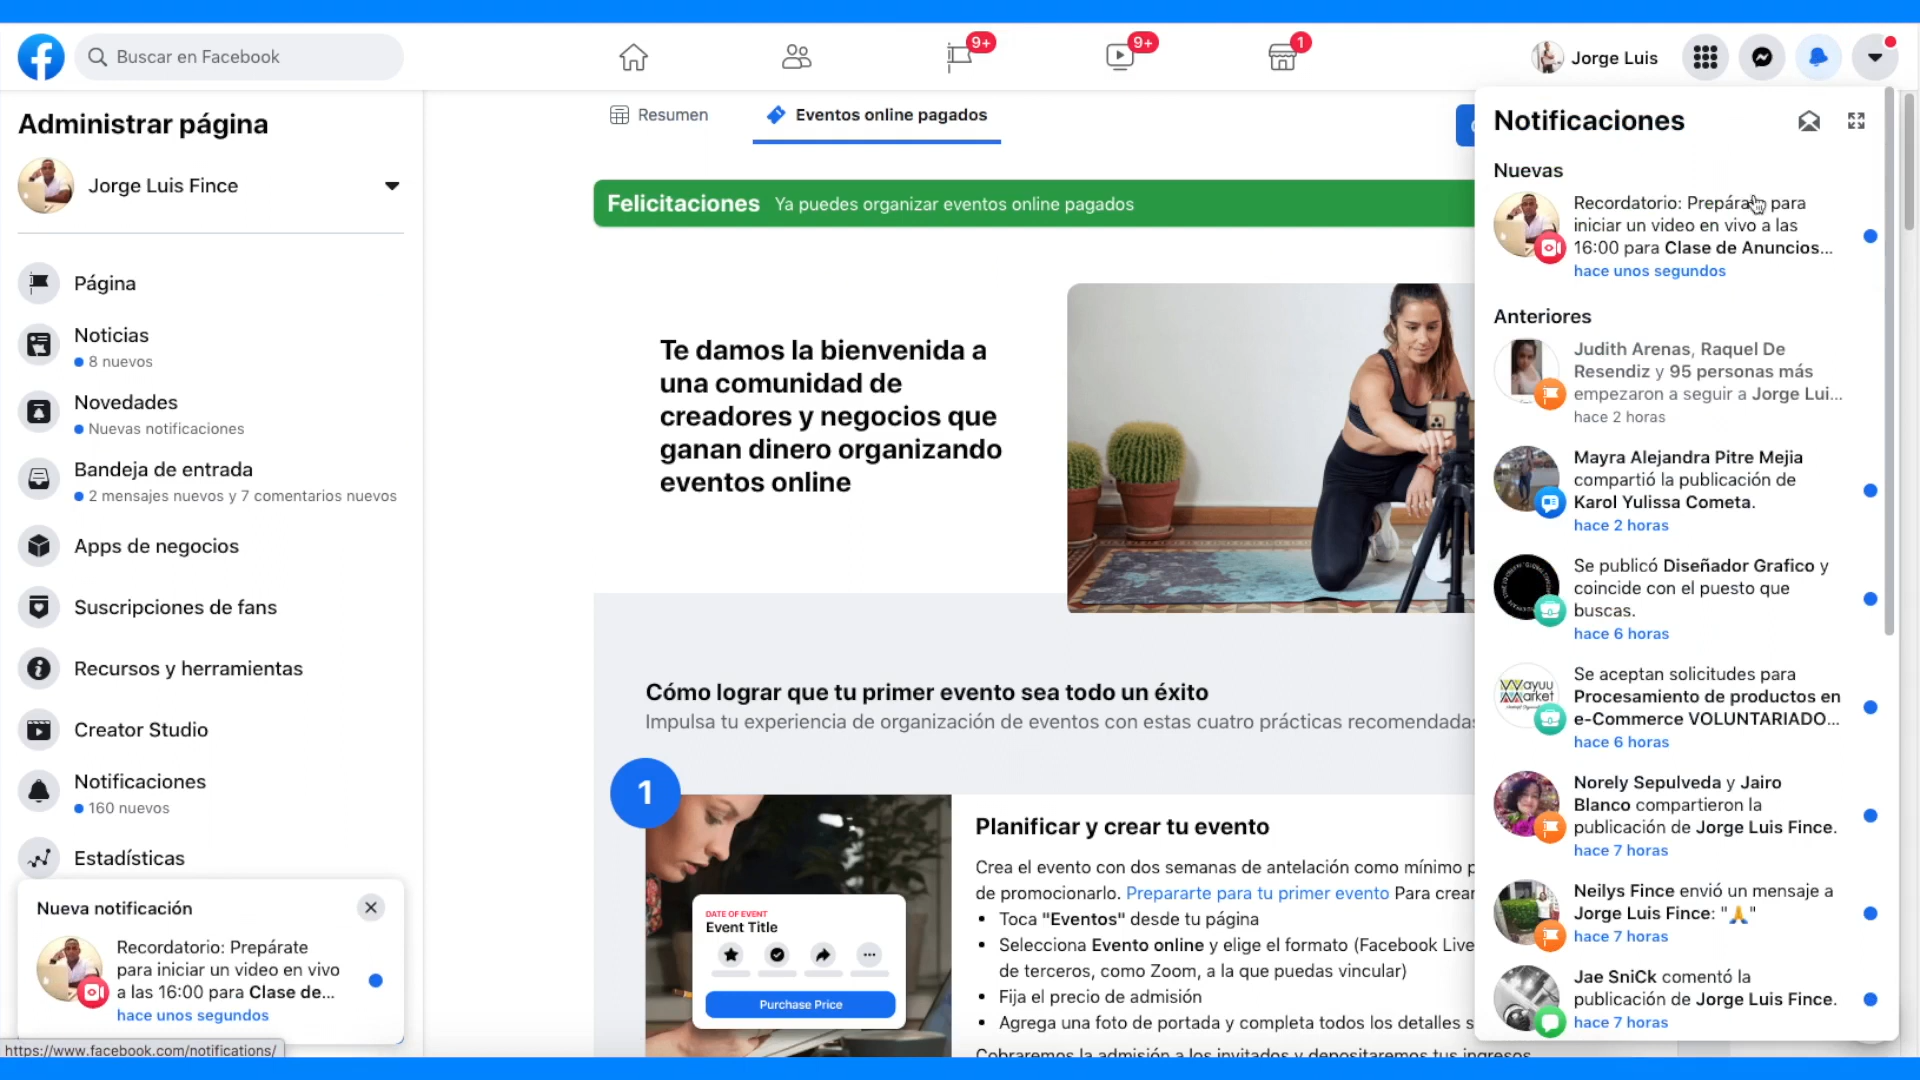 Buscar en Facebook
9+
9+
1
Jorge Luis
Administrar página
Jorge Luis Fince
Página
Noticias
8 nuevos
Novedades
Nuevas notificaciones
Bandeja de entrada
2 mensajes nuevos y 7 comentarios nuevos
Apps de negocios
Suscripciones de fans
Recursos y herramientas
Creator Studio
Notificaciones
160 nuevos
Estadísticas
Nueva notificación
Recordatorio: Prepárate
para iniciar un video en vivo
a las 16:00 para Clase de...
hace unos segundos
https://www.facebook.com/notifications/
Resumen
Eventos online pagados
Felicitaciones Ya puedes organizar eventos online pagados
Te damos la bienvenida a
una comunidad de
creadores y negocios que
ganan dinero organizando
eventos online
Cómo lograr que tu primer evento sea todo un éxito
Impulsa tu experiencia de organización de eventos con estas cuatro prácticas recomendadas
1
DATE OF EVENT
Event Title
Purchase Price
Planificar y crear tu evento
Crea el evento con dos semanas de antelación como mínimo
de promocionarlo. Prepararte para tu primer evento Para crear
• Toca "Eventos" desde tu página
• Selecciona Evento online y elige el formato (Facebook Live
de terceros, como Zoom, a la que puedas vincular)
• Fija el precio de admisión
• Agrega una foto de portada y completa todos los detalles
Cobraremos la admisión a los invitados y depositaremos tus ingresos
Notificaciones
Nuevas
Recordatorio: Prepárate para
iniciar un video en vivo a las
16:00 para Clase de Anuncios...
hace unos segundos
Anteriores
Judith Arenas, Raquel De
Resendiz y 95 personas más
empezaron a seguir a Jorge Lui...
hace 2 horas
Mayra Alejandra Pitre Mejia
compartió la publicación de
Karol Yulissa Cometa.
hace 2 horas
Se publicó Diseñador Grafico y
coincide con el puesto que
buscas.
hace 6 horas
Wayuu
Market
Se aceptan solicitudes para
Procesamiento de productos en
e-Commerce VOLUNTARIADO...
hace 6 horas
Norely Sepulveda y Jairo
Blanco compartieron la
publicación de Jorge Luis Fince.
hace 7 horas
Neilys Fince envió un mensaje a
Jorge Luis Fince: "🙏"
hace 7 horas
Jae SniCk comentó la
publicación de Jorge Luis Fince.
hace 7 horas